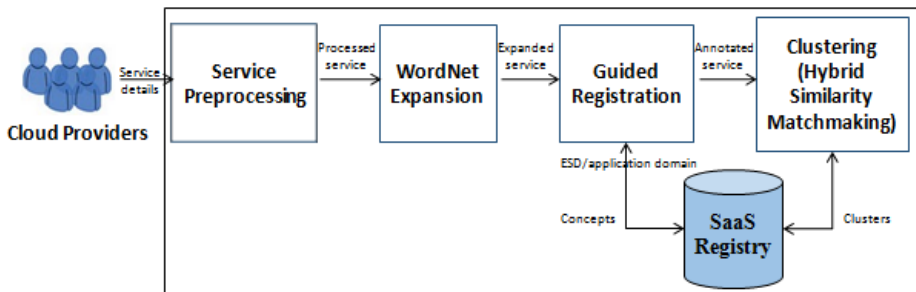 Cloud Providers
Service
details
Service
Preprocessing
Processed
service
WordNet
Expansion
Expanded
service
Guided
Registration
Annotated
service
Clustering
(Hybrid
Similarity
Matchmaking)
ESD/application domain
Concepts
SaaS
Registry
Clusters